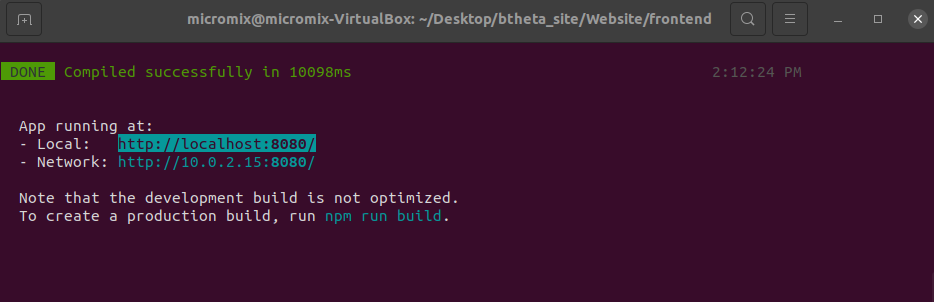 micromix@micromix-VirtualBox: ~/Desktop/btheta_site/Website/frontend
DONE Compiled successfully in 10098ms 2:12:24 PM
App running at:
- Local: http://localhost:8080/
- Network: http://10.0.2.15:8080/
Note that the development build is not optimized.
To create a production build, run npm run build.